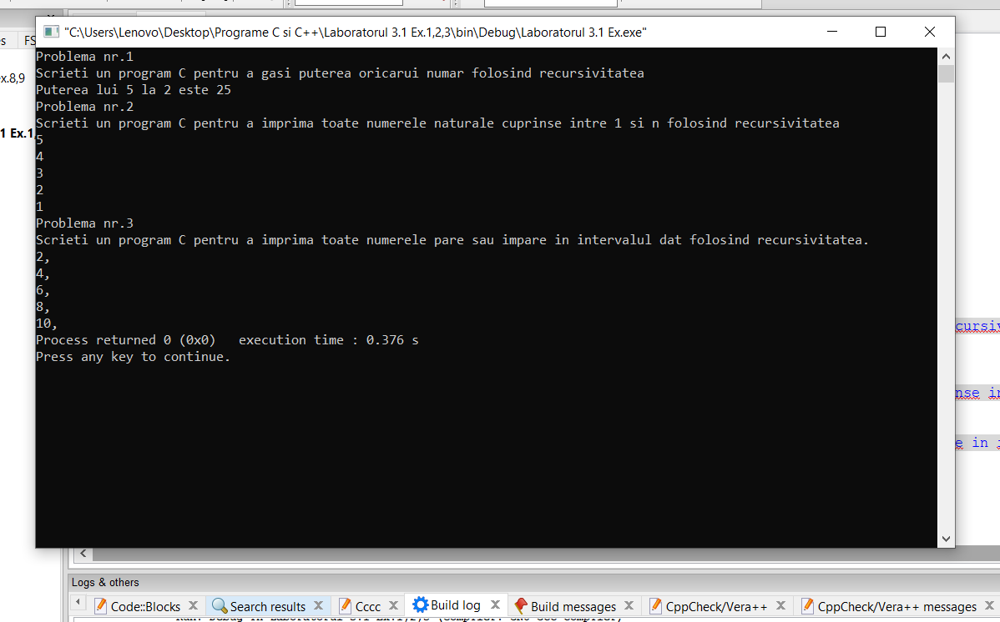 "C:\Users\Lenovo\Desktop\Programe C si C++\Laboratorul 3.1 Ex.1,2,3\bin\Debug\Laboratorul 3.1 Ex.exe"
es FS
x.8,9
1 Ex.1,
Problema nr.1
Scrieti un program C pentru a gasi puterea oricarui numar folosind recursivitatea
Puterea lui 5 la 2 este 25
Problema nr.2
Scrieti un program C pentru a imprima toate numerele naturale cuprinse intre 1 si n folosind recursivitatea
5
4
3
2
1
Problema nr.3
Scrieti un program C pentru a imprima toate numerele pare sau impare in intervalul dat folosind recursivitatea.
2,
4,
6,
8,
10,
Process returned 0 (0x0)   execution time : 0.376 s
Press any key to continue.
cursiv
nse in
e in
Logs & others
Code::Blocks
Search results
Cccc
Build log
Build messages
CppCheck/Vera++
CppCheck/Vera++ messages